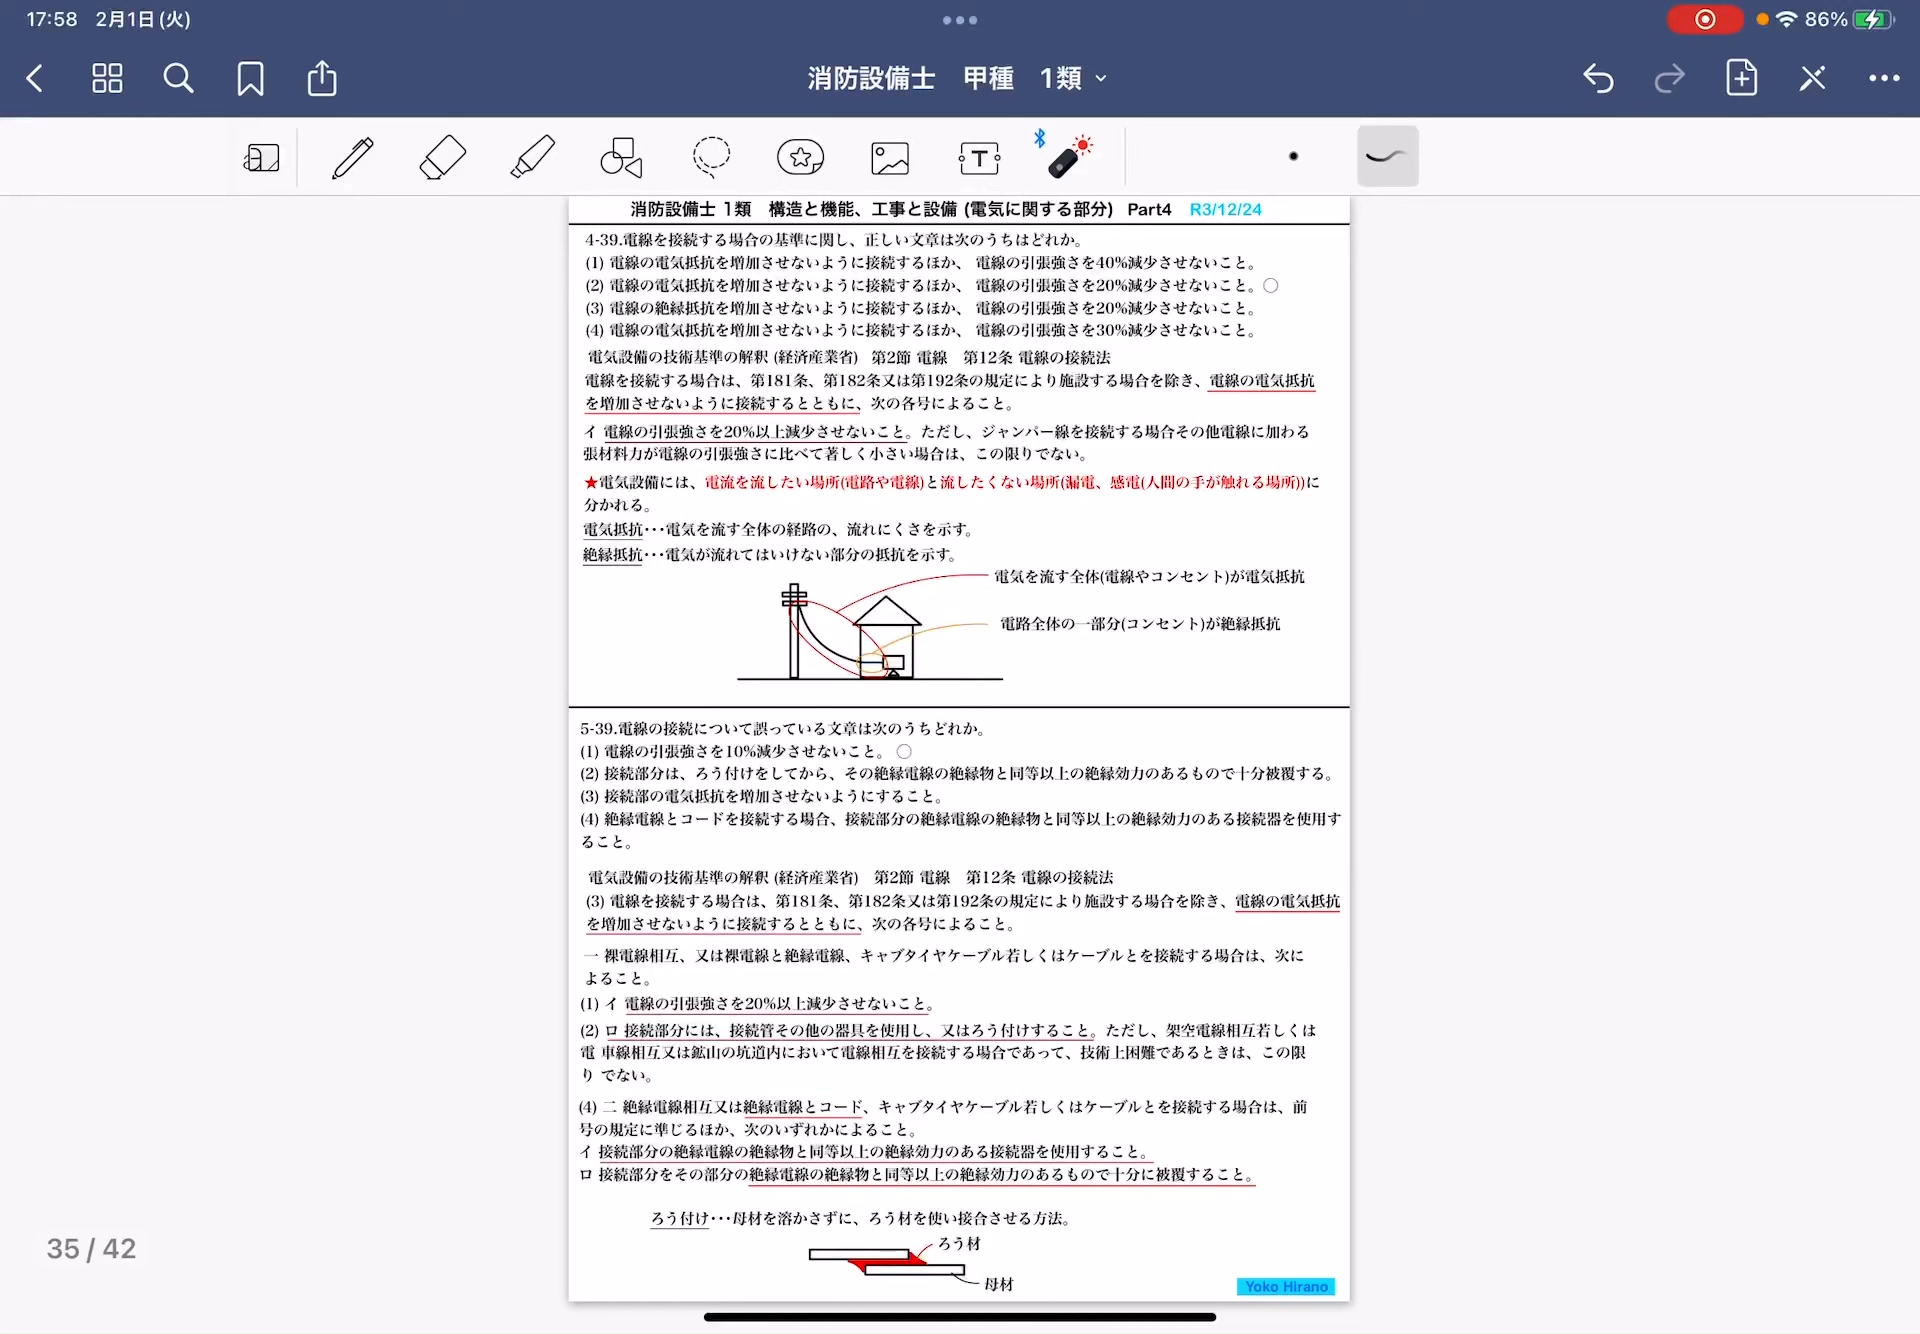 17:58 2月1日(火)
86%
消防設備士 甲種 1類
消防設備士 1類 構造と機能、工事と設備 (電気に関する部分) Part4 R3/12/24
4-39.電線を接続する場合の基準に関し、正しい文章は次のうちはどれか。
(1) 電線の電気抵抗を増加させないように接続するほか、 電線の引張強さを40%減少させないこと。
(2) 電線の電気抵抗を増加させないように接続するほか、 電線の引張強さを20%減少させないこと。○
(3) 電線の絶縁抵抗を増加させないように接続するほか、 電線の引張強さを20%減少させないこと。
(4) 電線の電気抵抗を増加させないように接続するほか、 電線の引張強さを30%減少させないこと。
電気設備の技術基準の解釈 (経済産業省) 第2節 電線 第12条 電線の接続法
電線を接続する場合は、第181条、第182条又は第192条の規定により施設する場合を除き、電線の電気抵抗
を増加させないように接続するとともに、次の各号によること。
イ 電線の引張強さを20%以上減少させないこと。ただし、ジャンパー線を接続する場合その他電線に加わる
張材料力が電線の引張強さに比べて著しく小さい場合は、この限りでない。
★電気設備には、電流を流したい場所(電路や電線)と流したくない場所(漏電、感電(人間の手が触れる場所))に
分かれる。
電気抵抗･･･電気を流す全体の経路の、流れにくさを示す。
絶縁抵抗･･･電気が流れてはいけない部分の抵抗を示す。
電気を流す全体(電線やコンセント)が電気抵抗
電路全体の一部分(コンセント)が絶縁抵抗
5-39.電線の接続について誤っている文章は次のうちどれか。
(1) 電線の引張強さを10%減少させないこと。 ○
(2) 接続部分は、ろう付けをしてから、その絶縁電線の絶縁物と同等以上の絶縁効力のあるもので十分被覆する。
(3) 接続部の電気抵抗を増加させないようにすること。
(4) 絶縁電線とコードを接続する場合、接続部分の絶縁電線の絶縁物と同等以上の絶縁効力のある接続器を使用す
ること。
電気設備の技術基準の解釈 (経済産業省) 第2節 電線 第12条 電線の接続法
(3) 電線を接続する場合は、第181条、第182条又は第192条の規定により施設する場合を除き、電線の電気抵抗
を増加させないように接続するとともに、次の各号によること。
一 裸電線相互、又は裸電線と絶縁電線、キャブタイヤケーブル若しくはケーブルとを接続する場合は、次に
よること。
(1) イ 電線の引張強さを20%以上減少させないこと。
(2) ロ 接続部分には、接続管その他の器具を使用し、又はろう付けすること。ただし、架空電線相互若しくは
電 車線相互又は鉱山の坑道内において電線相互を接続する場合であって、技術上困難であるときは、この限
り でない。
(4) 二 絶縁電線相互又は絶縁電線とコード、キャブタイヤケーブル若しくはケーブルとを接続する場合は、前
号の規定に準じるほか、次のいずれかによること。
イ 接続部分の絶縁電線の絶縁物と同等以上の絶縁効力のある接続器を使用すること。
ロ 接続部分をその部分の絶縁電線の絶縁物と同等以上の絶縁効力のあるもので十分に被覆すること。
ろう付け･･･母材を溶かさずに、ろう材を使い接合させる方法。
ろう材
母材
35 / 42
Yoko Hirano